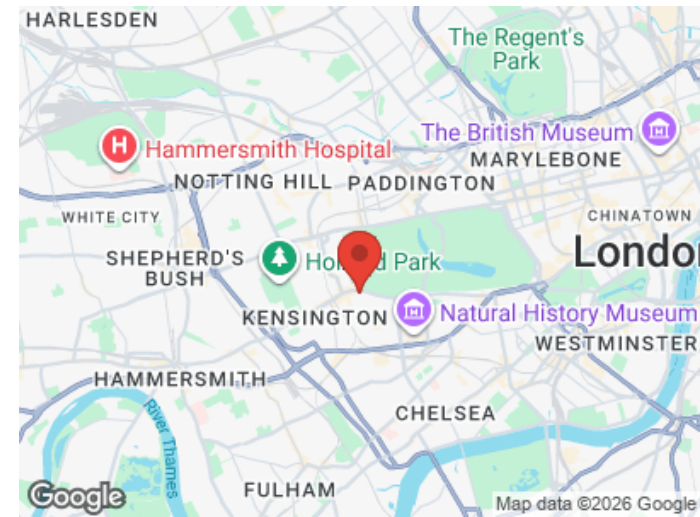 HARLESDEN
The Regent's
Park
The British Museum
Hammersmith Hospital
MARYLEBONE
NOTTING HILL
PADDINGTON
WHITE CITY
CHINATOWN
SHEPHERD'S
BUSH
Park
London
KENSINGTON
Natural History Museum
WESTMINSTER
HAMMERSMITH
CHELSEA
River Thames
FULHAM
Google
Map data ©2026 Google